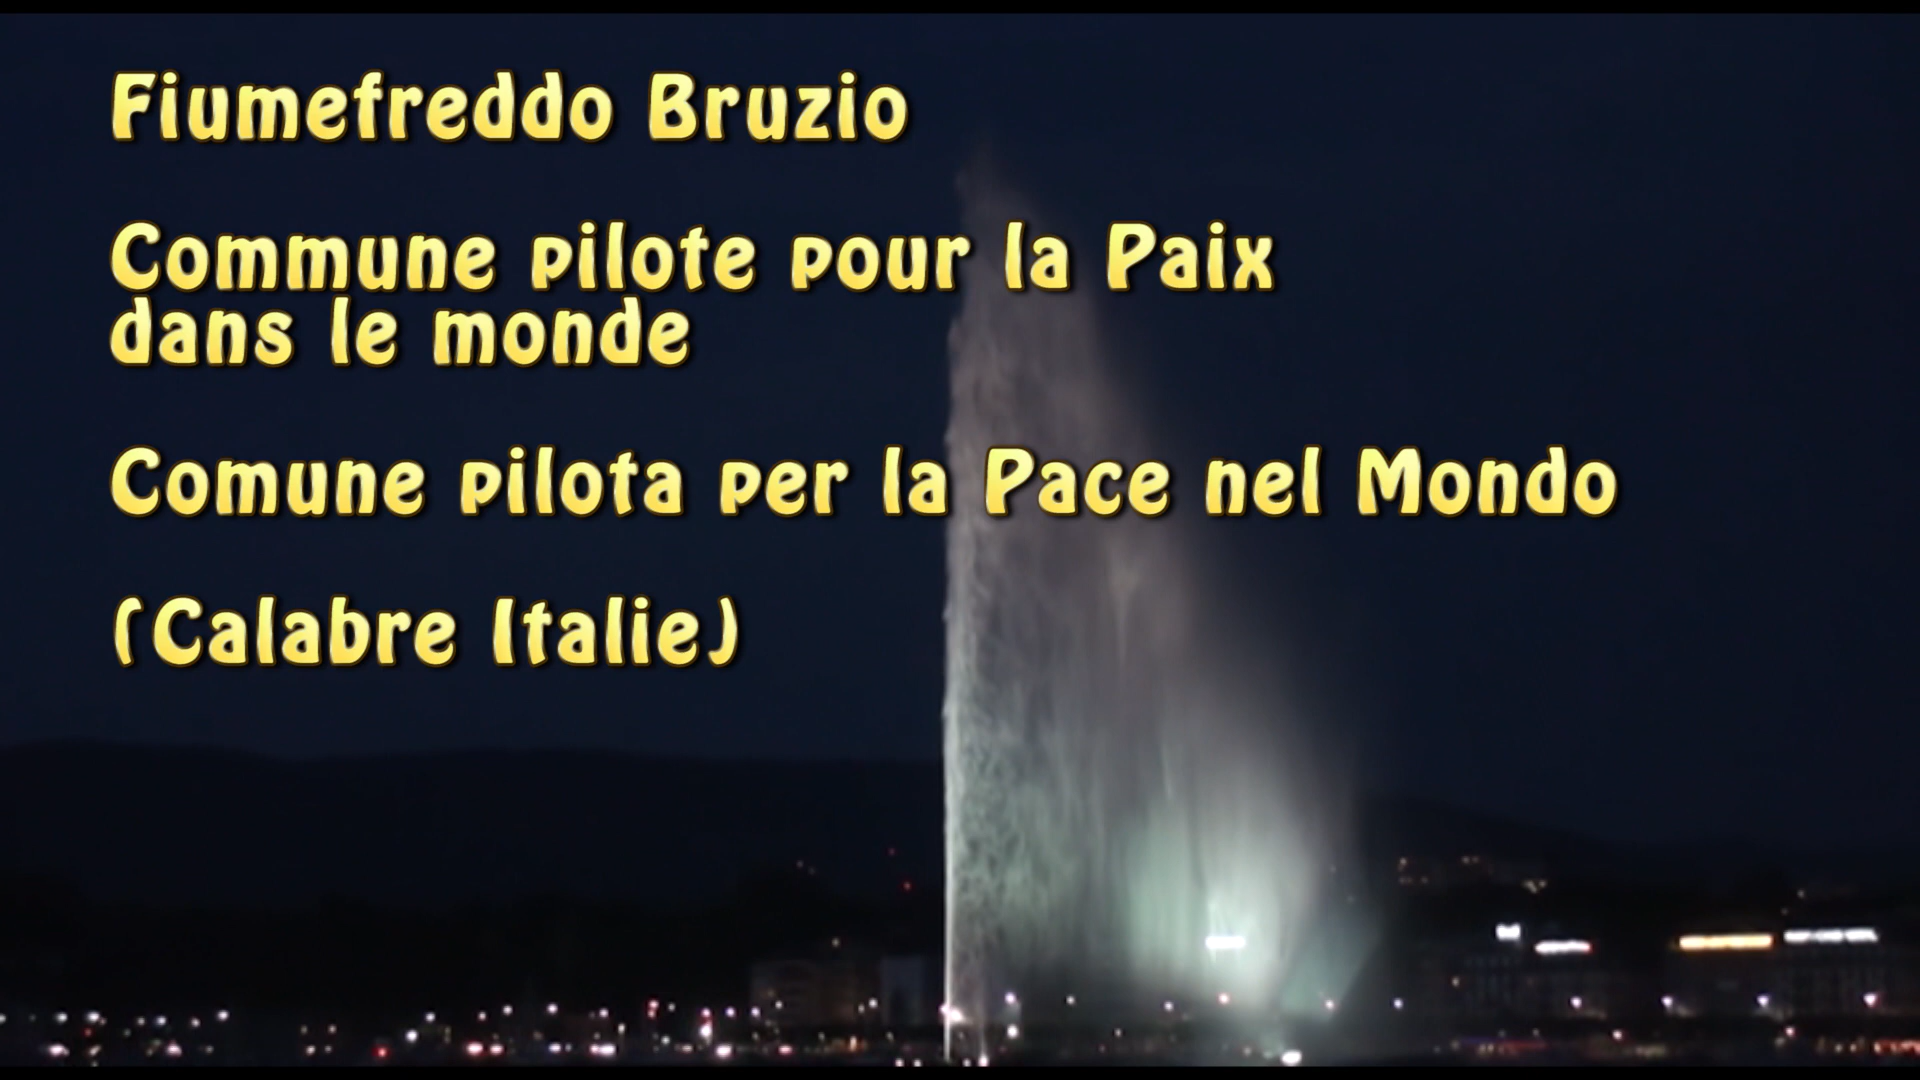 Fiumefreddo Bruzio
Commune pilote pour la Paix
dans le monde
Comune pilota per la Pace nel Mondo
(Calabre Italie)